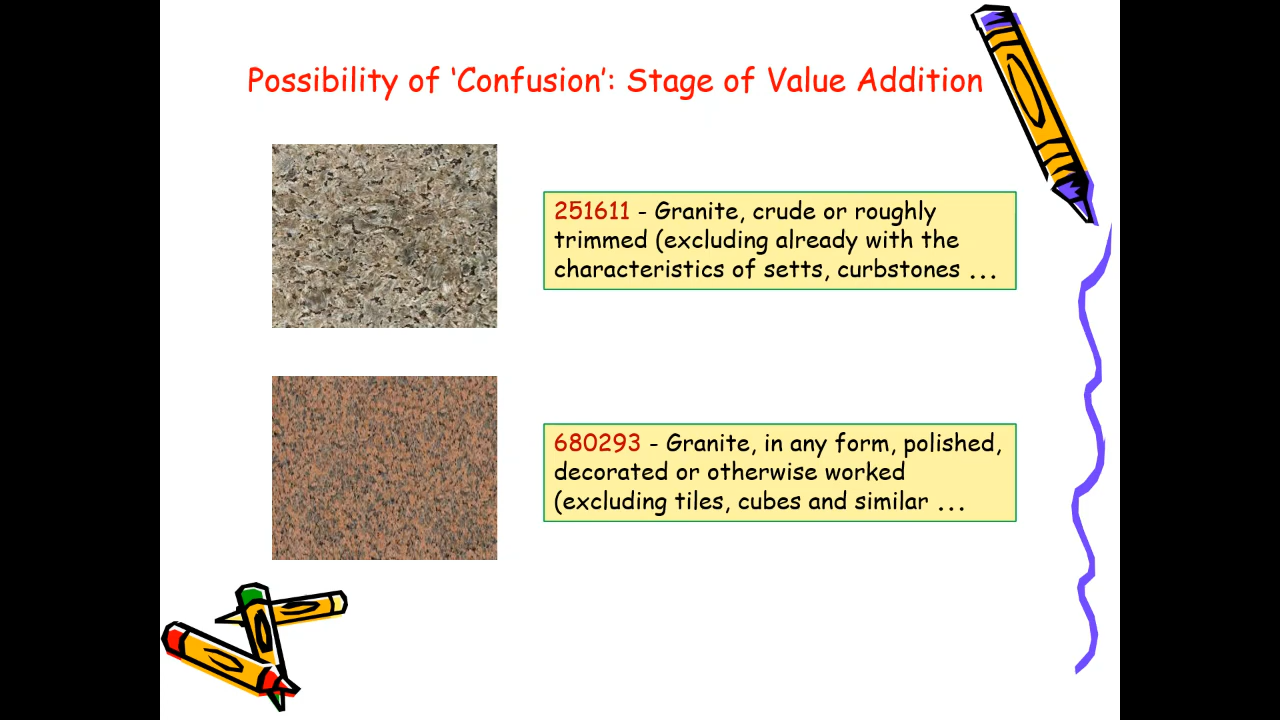 Possibility of ‘Confusion’: Stage of Value Addition
251611 - Granite, crude or roughly
trimmed (excluding already with the
characteristics of setts, curbstones ...
680293 - Granite, in any form, polished,
decorated or otherwise worked
(excluding tiles, cubes and similar ...